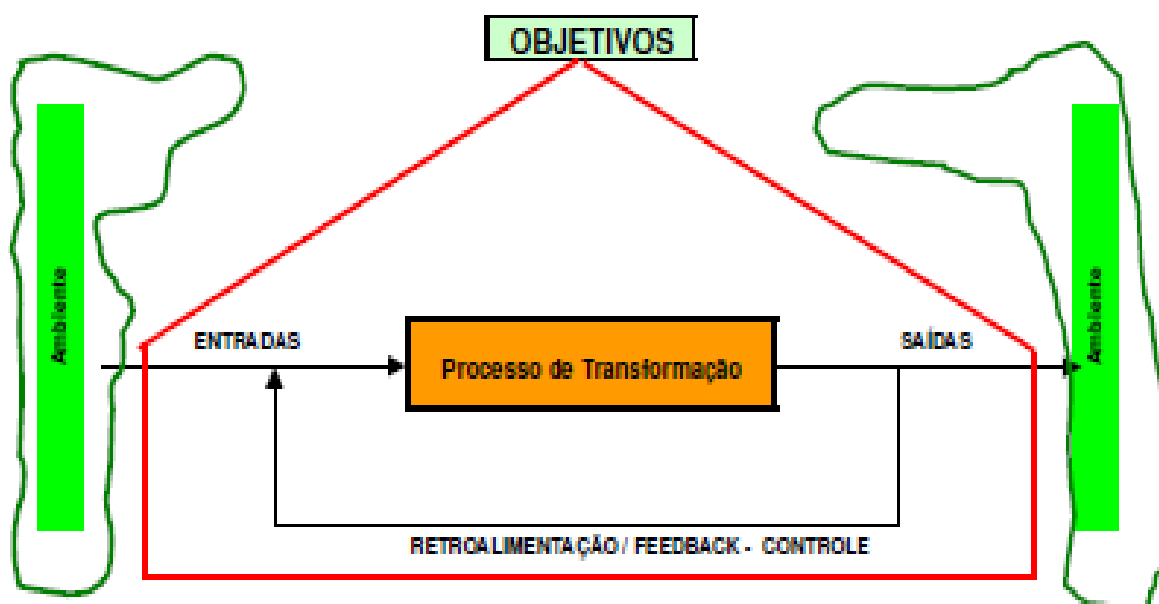 OBJETIVOS
Ambiente
ENTRADAS
Processo de Transformação
SAÍDAS
Ambiente
RETROALIMENTAÇÃO / FEEDBACK - CONTROLE